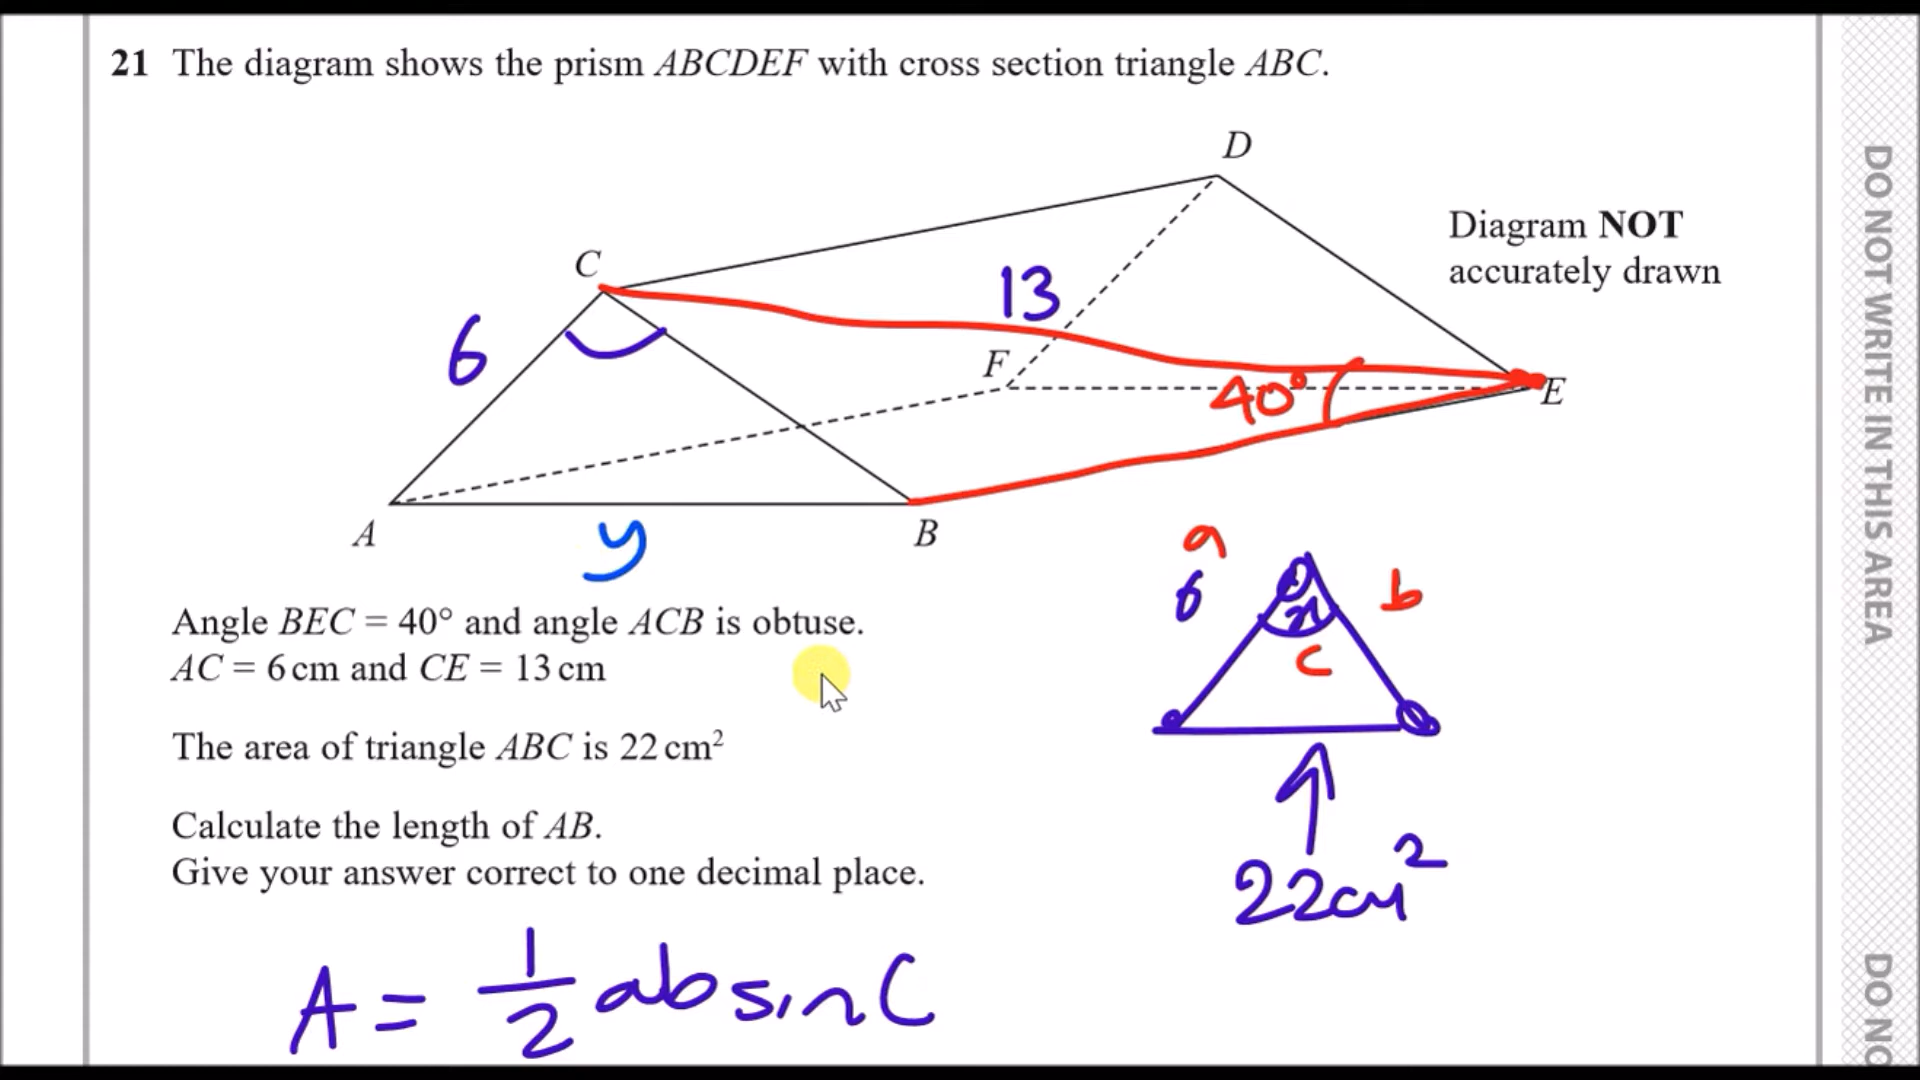 21 The diagram shows the prism ABCDEF with cross section triangle ABC.
D
Diagram NOT
accurately drawn
C
13
6
F
40°
E
A
y
B
a
6
b
x
c
Angle BEC = 40° and angle ACB is obtuse.
AC = 6 cm and CE = 13 cm
The area of triangle ABC is 22 cm²
Calculate the length of AB.
Give your answer correct to one decimal place.
22cm²
A = 1/2 ab sin C
DO NOT WRITE IN THIS AREA
DO NO